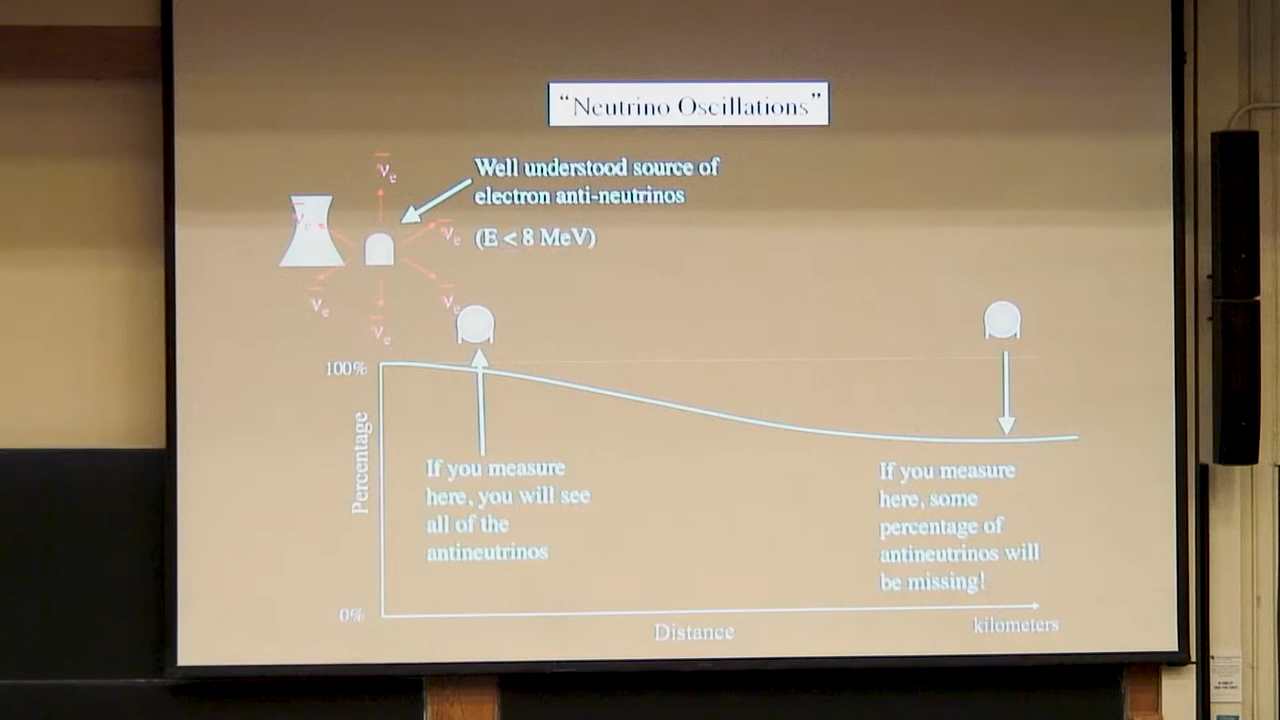 “Neutrino Oscillations”
Well understood source of
electron anti-neutrinos
(E < 8 MeV)
ν̄e
ν̄e
ν̄e
ν̄e
ν̄e
ν̄e
100%
Percentage
If you measure
here, you will see
all of the
antineutrinos
If you measure
here, some
percentage of
antineutrinos will
be missing!
0%
Distance
kilometers